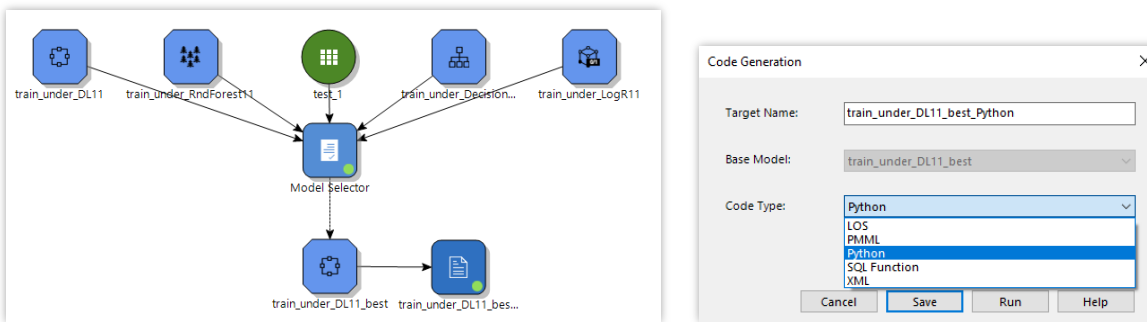 train_under_DL11
train_under_RndForest11
test_1
train_under_Decision...
train_under_LogR11
Model Selector
train_under_DL11_best
train_under_DL11_bes...
Code Generation
Target Name:
train_under_DL11_best_Python
Base Model:
train_under_DL11_best
Code Type:
Python
LOS
PMML
Python
SQL Function
XML
Cancel
Save
Run
Help